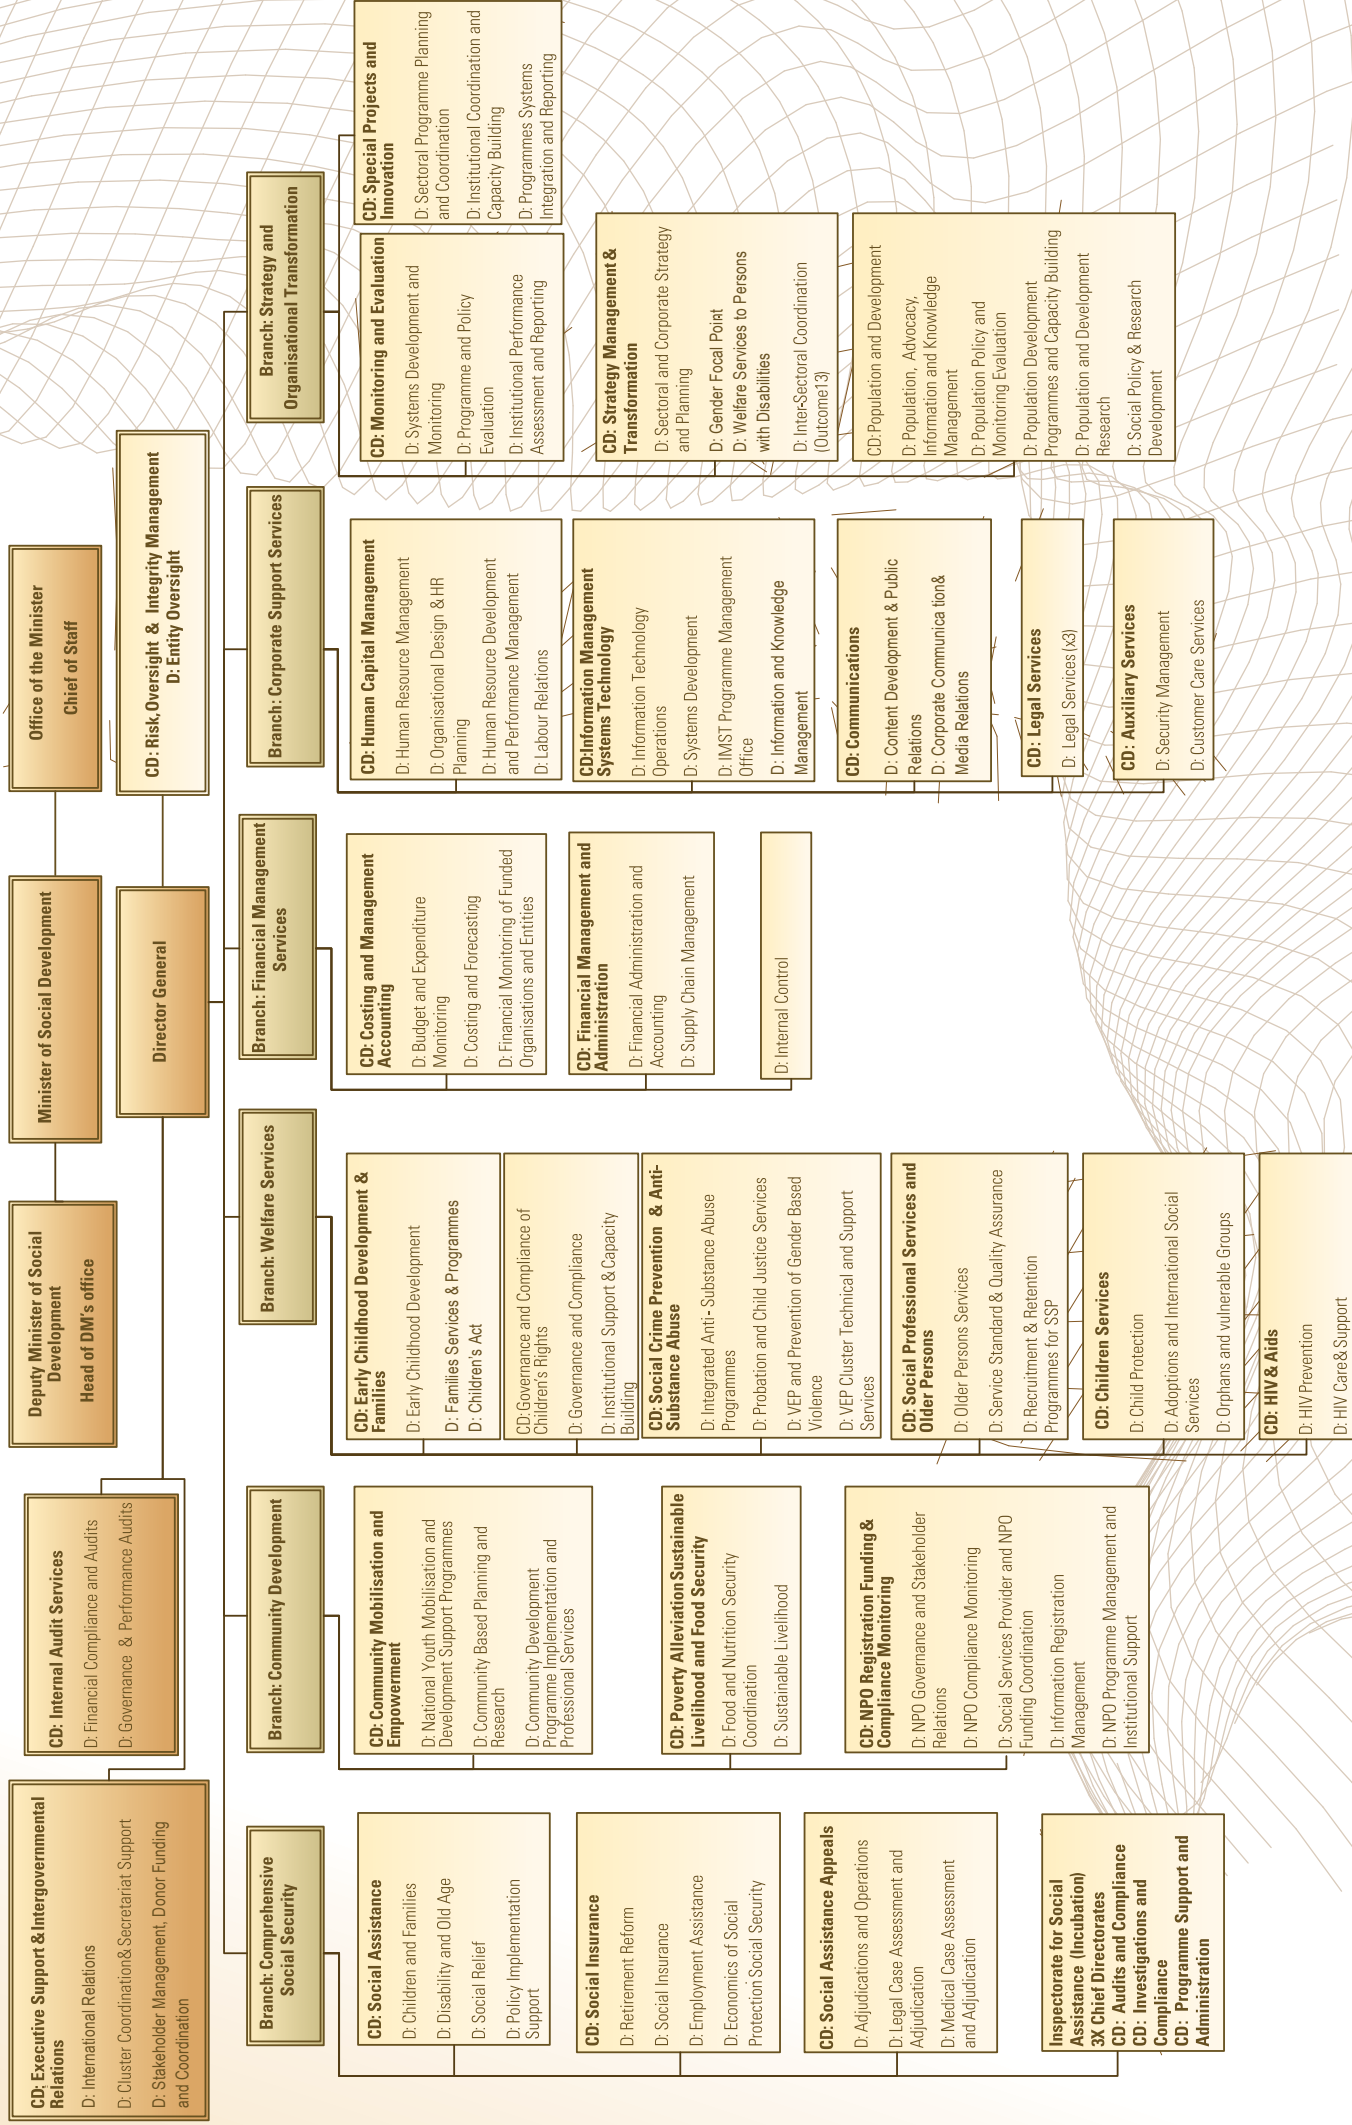 Deputy Minister of Social
Development
Head of DM's office
Minister of Social Development
Office of the Minister
Chief of Staff
CD: Executive Support & Intergovernmental
Relations
D: International Relations
D: Cluster Coordination& Secretariat Support
D: Stakeholder Management, Donor Funding
and Coordination
CD: Internal Audit Services
D: Financial Compliance and Audits
D: Governance & Performance Audits
Director General
CD: Risk,Oversight & Integrity Management
D: Entity Oversight
Branch: Comprehensive
Social Security
CD: Social Assistance
D: Children and Families
D: Disability and Old Age
D: Social Relief
D: Policy Implementation
Support
CD: Social Insurance
D: Retirement Reform
D: Social Insurance
D: Employment Assistance
D: Economics of Social
Protection Social Security
CD: Social Assistance Appeals
D: Adjudications and Operations
D: Legal Case Assessment and
Adjudication
D: Medical Case Assessment
and Adjudication
Inspectorate for Social
Assistance (Incubation)
3X Chief Directorates
CD: Audits and Compliance
CD: Investigations and
Compliance
CD: Programme Support and
Administration
Branch: Community Development
CD: Community Mobilisation and
Empowerment
D: National Youth Mobilisation and
Development Support Programmes
D: Community Based Planning and
Research
D: Community Development
Programme Implementation and
Professional Services
CD: Poverty Alleviation Sustainable
Livelihood and Food Security
D: Food and Nutrition Security
Coordination
D: Sustainable Livelihood
CD: NPO Registration Funding &
Compliance Monitoring
D: NPO Governance and Stakeholder
Relations
D: NPO Compliance Monitoring
D: Social Services Provider and NPO
Funding Coordination
D: Information Registration
Management
D: NPO Programme Management and
Institutional Support
Branch: Welfare Services
CD: Early Childhood Development &
Families
D: Early Childhood Development
D: Families Services & Programmes
D: Children's Act
CD: Governance and Compliance of
Children's Rights
D: Governance and Compliance
D: Institutional Support & Capacity
Building
CD: Social Crime Prevention & Anti-
Substance Abuse
D: Integrated Anti - Substance Abuse
Programmes
D: Probation and Child Justice Services
D: VEP and Prevention of Gender Based
Violence
D: VEP Cluster Technical and Support
Services
CD: Social Professional Services and
Older Persons
D: Older Persons Services
D: Service Standard & Quality Assurance
D: Recruitment & Retention
Programmes for SSP
CD: Children Services
D: Child Protection
D: Adoptions and International Social
Services
D: Orphans and vulnerable Groups
CD: HIV & Aids
D: HIV Prevention
D: HIV Care & Support
Branch: Financial Management
Services
CD: Costing and Management
Accounting
D: Budget and Expenditure
Monitoring
D: Costing and Forecasting
D: Financial Monitoring of Funded
Organisations and Entities
CD: Financial Management and
Administration
D: Financial Administration and
Accounting
D: Supply Chain Management
D: Internal Control
Branch: Corporate Support Services
CD: Human Capital Management
D: Human Resource Management
D: Organisational Design & HR
Planning
D: Human Resource Development
and Performance Management
D: Labour Relations
CD:Information Management
Systems Technology
D: Information Technology
Operations
D: Systems Development
D: IMST Programme Management
Office
D: Information and Knowledge
Management
CD: Communications
D: Content Development & Public
Relations
D: Corporate Communica tion&
Media Relations
CD: Legal Services
D: Legal Services (x3)
CD: Auxiliary Services
D: Security Management
D: Customer Care Services
Branch: Strategy and
Organisational Transformation
CD: Monitoring and Evaluation
D: Systems Development and
Monitoring
D: Programme and Policy
Evaluation
D: Institutional Performance
Assessment and Reporting
CD: Special Projects and
Innovation
D: Sectoral Programme Planning
and Coordination
D: Institutional Coordination and
Capacity Building
D: Programmes Systems
Integration and Reporting
CD: Strategy Management &
Transformation
D: Sectoral and Corporate Strategy
and Planning
D: Gender Focal Point
D: Welfare Services to Persons
with Disabilities
D: Inter-Sectoral Coordination
(Outcome13)
CD: Population and Development
D: Population, Advocacy,
Information and Knowledge
Management
D: Population Policy and
Monitoring Evaluation
D: Population Development
Programmes and Capacity Building
D: Population and Development
Research
D: Social Policy & Research
Development